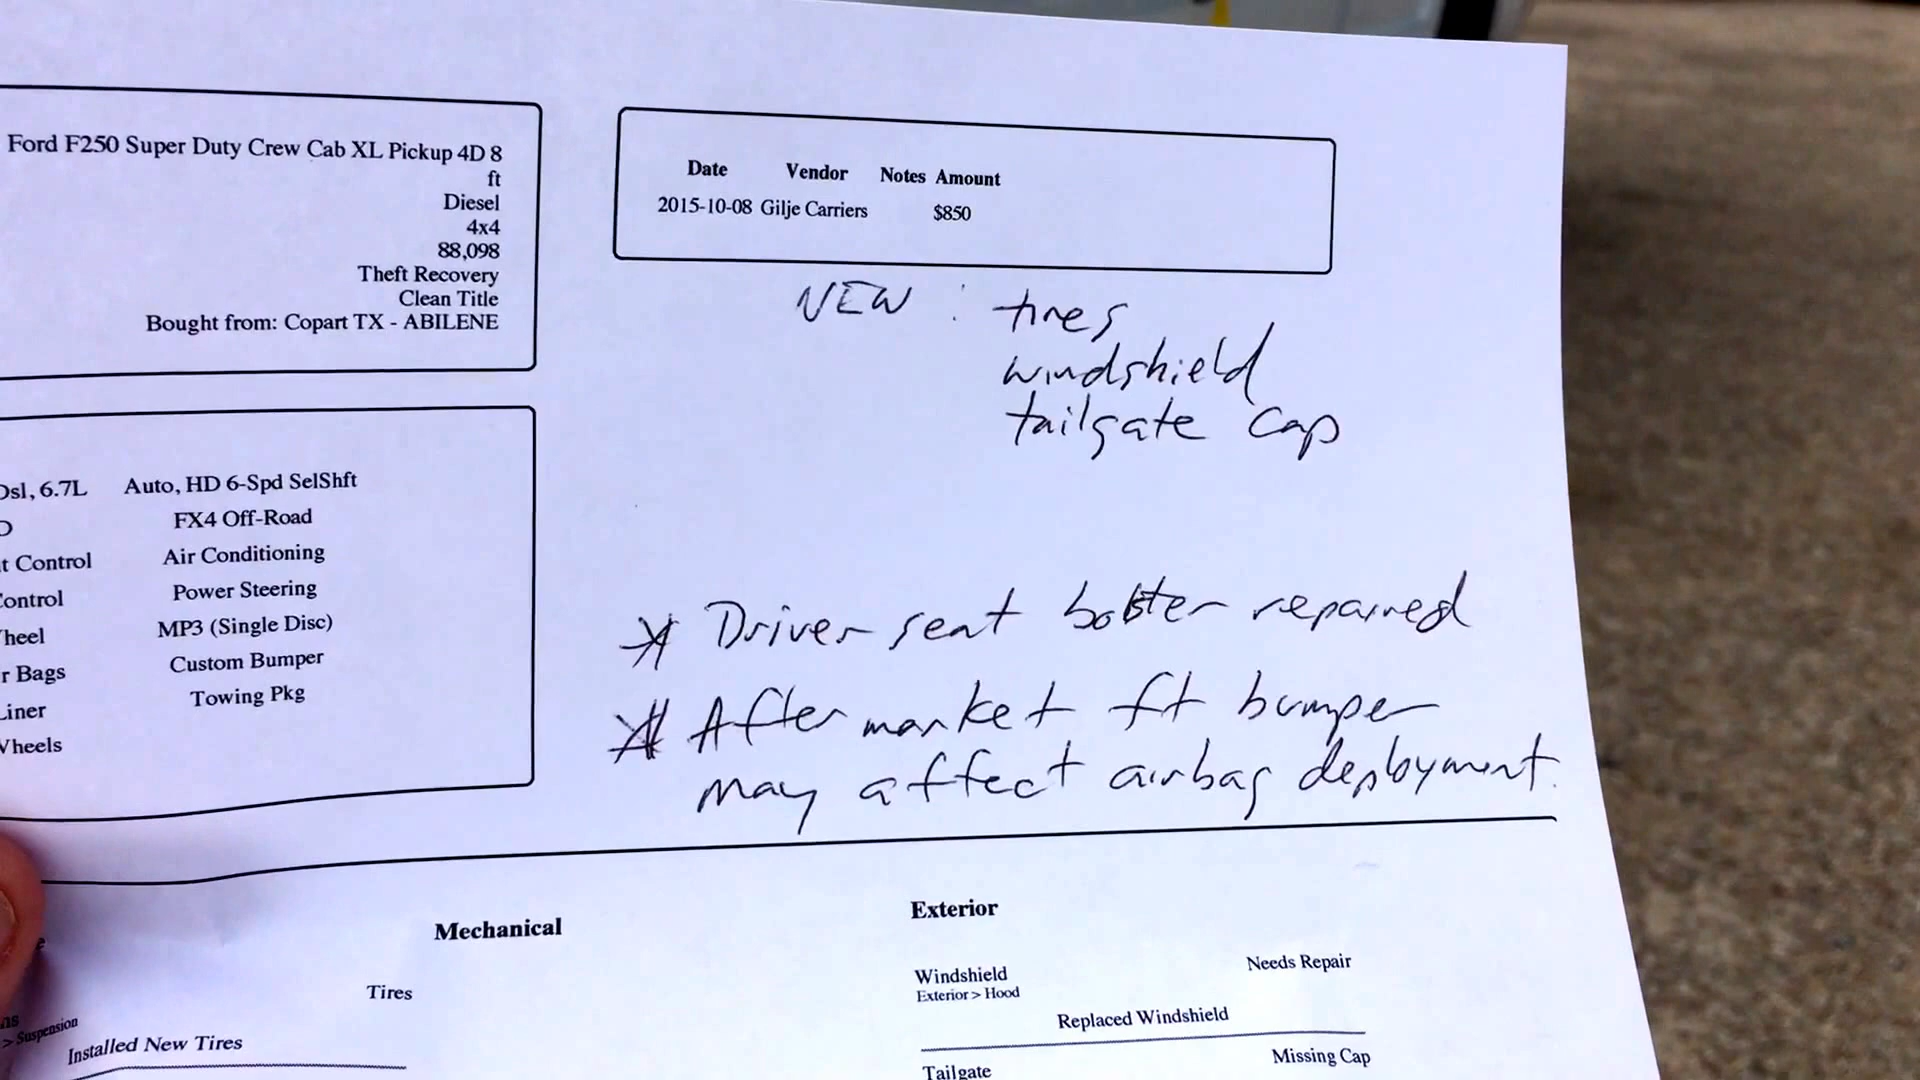 Ford F250 Super Duty Crew Cab XL Pickup 4D 8
ft
Diesel
4x4
88,098
Theft Recovery
Clean Title
Bought from: Copart TX - ABILENE
Date Vendor Notes Amount
2015-10-08 Gilje Carriers $850
NEW : tires
windshield
tailgate cap
Dsl, 6.7L Auto, HD 6-Spd SelShft
FX4 Off-Road
t Control Air Conditioning
Control Power Steering
heel MP3 (Single Disc)
r Bags Custom Bumper
Liner Towing Pkg
Wheels
* Driver seat bolster repaired
* After market ft bumper
may affect airbag deployment.
Mechanical
Tires
> Suspension
Installed New Tires
Exterior
Windshield Needs Repair
Exterior > Hood
Replaced Windshield
Tailgate Missing Cap